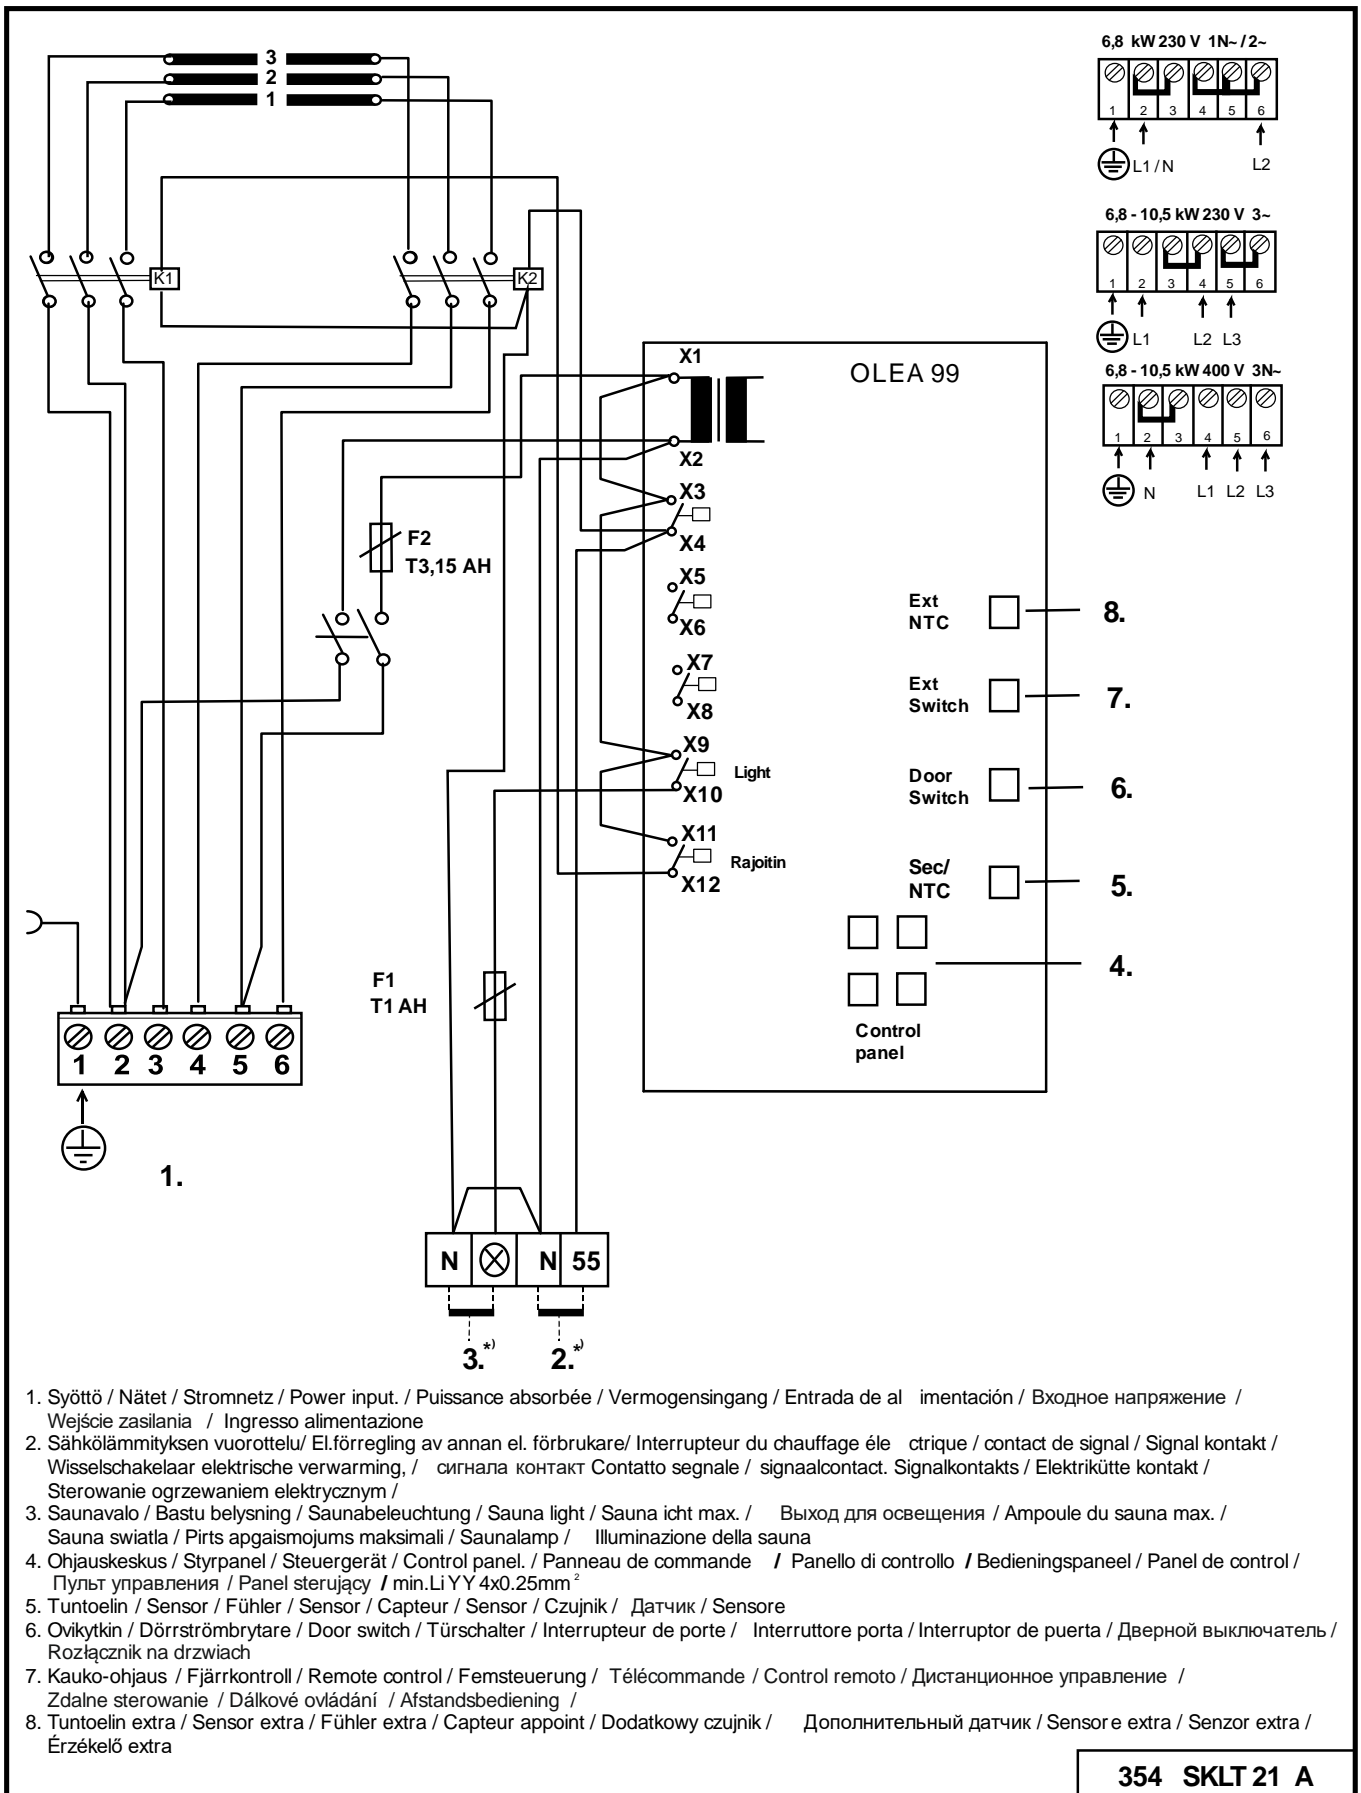 3
2
1
K1
K2
6,8 kW 230 V 1N~ / 2~
1 2 3 4 5 6
L1 / N L2
6,8 - 10,5 kW 230 V 3~
1 2 3 4 5 6
L1 L2 L3
6,8 - 10,5 kW 400 V 3N~
1 2 3 4 5 6
N L1 L2 L3
OLEA 99
X1
X2
X3
X4
X5
X6
X7
X8
X9
Light
X10
X11
Rajoitin
X12
F2
T3,15 AH
Ext
NTC
8.
Ext
Switch
7.
Door
Switch
6.
Sec/
NTC
5.
4.
Control
panel
F1
T1 AH
1 2 3 4 5 6
1.
N N 55
3.*) 2.*)
1. Syöttö / Nätet / Stromnetz / Power input. / Puissance absorbée / Vermogensingang / Entrada de al imentación / Входное напряжение /
Wejście zasilania / Ingresso alimentazione
2. Sähkölämmityksen vuorottelu/ El.förregling av annan el. förbrukare/ Interrupteur du chauffage éle ctrique / contact de signal / Signal kontakt /
Wisselschakelaar elektrische verwarming, / сигнала контакт Contatto segnale / signaalcontact. Signalkontakts / Elektrikütte kontakt /
Sterowanie ogrzewaniem elektrycznym /
3. Saunavalo / Bastu belysning / Saunabeleuchtung / Sauna light / Sauna icht max. / Выход для освещения / Ampoule du sauna max. /
Sauna swiatla / Pirts apgaismojums maksimali / Saunalamp / Illuminazione della sauna
4. Ohjauskeskus / Styrpanel / Steuergerät / Control panel. / Panneau de commande / Panello di controllo / Bedieningspaneel / Panel de control /
Пульт управления / Panel sterujący / min.Li YY 4x0.25mm ²
5. Tuntoelin / Sensor / Fühler / Sensor / Capteur / Sensor / Czujnik / Датчик / Sensore
6. Ovikytkin / Dörrströmbrytare / Door switch / Türschalter / Interrupteur de porte / Interruttore porta / Interruptor de puerta / Дверной выключатель /
Rozłącznik na drzwiach
7. Kauko-ohjaus / Fjärrkontroll / Remote control / Femsteuerung / Télécommande / Control remoto / Дистанционное управление /
Zdalne sterowanie / Dálkové ovládání / Afstandsbediening /
8. Tuntoelin extra / Sensor extra / Fühler extra / Capteur appoint / Dodatkowy czujnik / Дополнительный датчик / Sensore extra / Senzor extra /
Érzékelő extra
354 SKLT 21 A